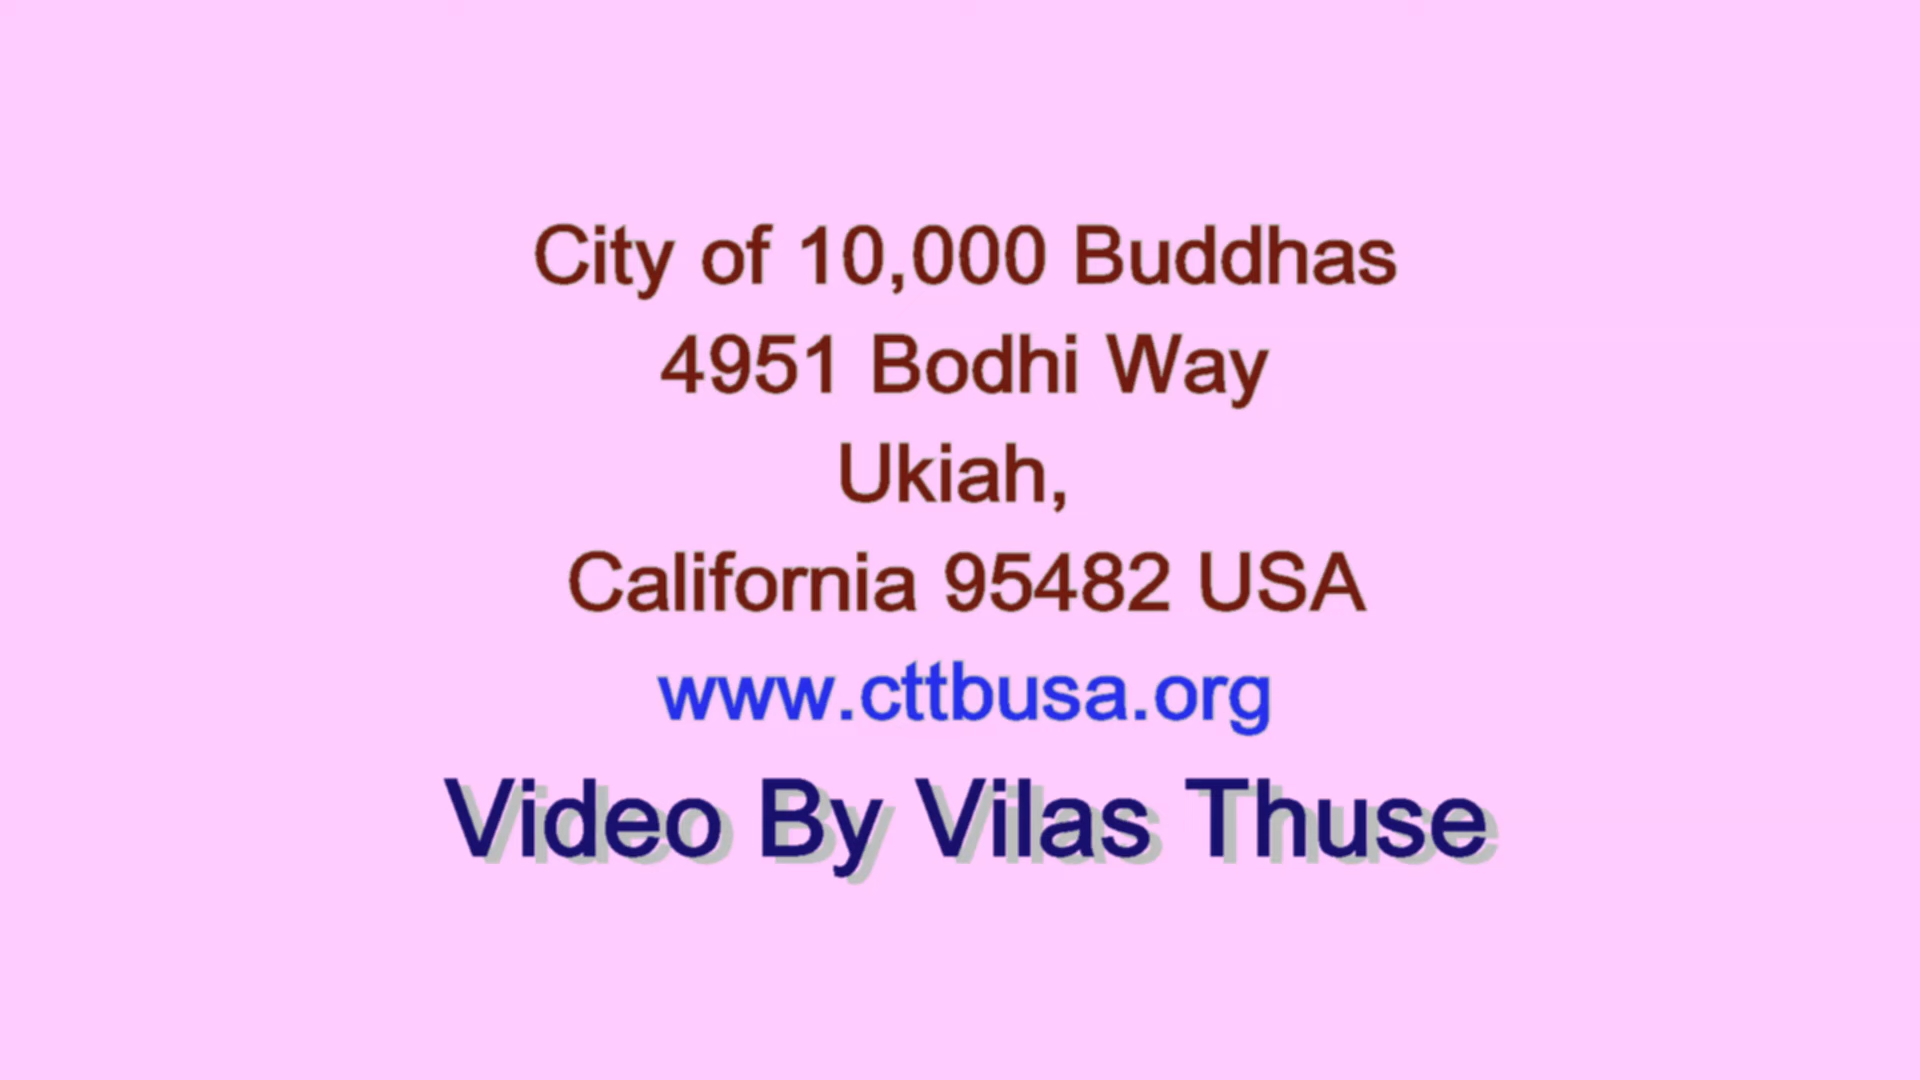 City of 10,000 Buddhas
4951 Bodhi Way
Ukiah,
California 95482 USA
www.cttbusa.org
Video By Vilas Thuse